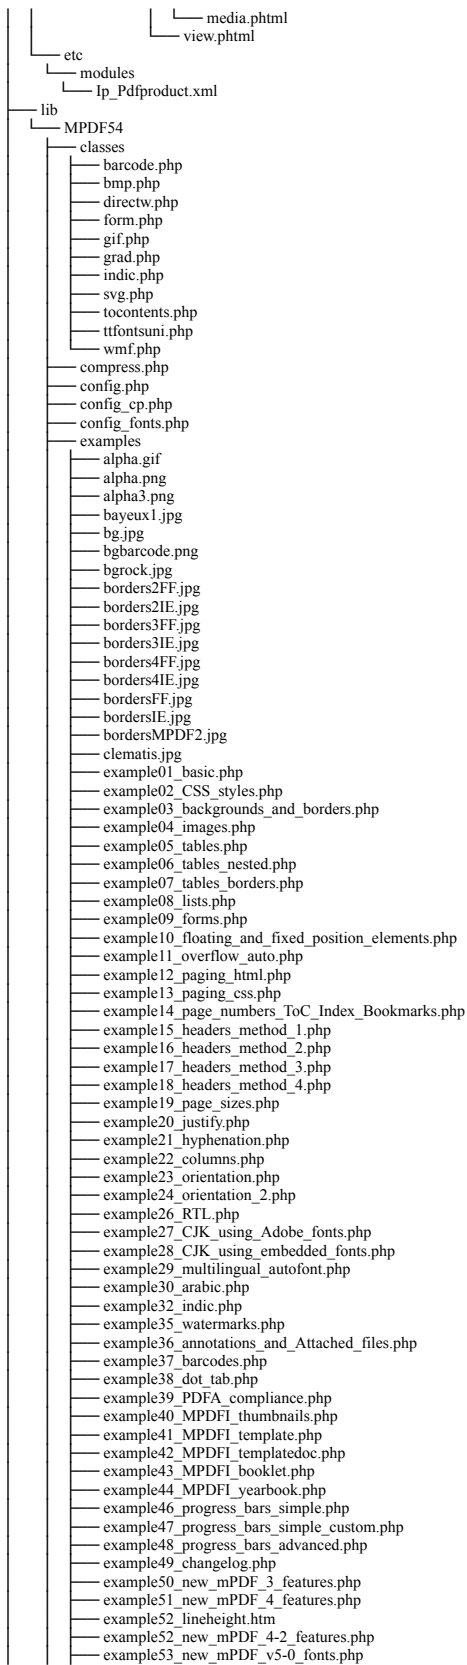 media.phtml
view.phtml
etc
modules
Ip_Pdfproduct.xml
lib
MPDF54
classes
barcode.php
bmp.php
directw.php
form.php
gif.php
grad.php
indic.php
svg.php
tocontents.php
ttfontsuni.php
wmf.php
compress.php
config.php
config_cp.php
config_fonts.php
examples
alpha.gif
alpha.png
alpha3.png
bayeux1.jpg
bg.jpg
bgbarcode.png
bgrock.jpg
borders2FF.jpg
borders2IE.jpg
borders3FF.jpg
borders3IE.jpg
borders4FF.jpg
borders4IE.jpg
bordersFF.jpg
bordersIE.jpg
bordersMPDF2.jpg
clematis.jpg
example01_basic.php
example02_CSS_styles.php
example03_backgrounds_and_borders.php
example04_images.php
example05_tables.php
example06_tables_nested.php
example07_tables_borders.php
example08_lists.php
example09_forms.php
example10_floating_and_fixed_position_elements.php
example11_overflow_auto.php
example12_paging_html.php
example13_paging_css.php
example14_page_numbers_ToC_Index_Bookmarks.php
example15_headers_method_1.php
example16_headers_method_2.php
example17_headers_method_3.php
example18_headers_method_4.php
example19_page_sizes.php
example20_justify.php
example21_hyphenation.php
example22_columns.php
example23_orientation.php
example24_orientation_2.php
example26_RTL.php
example27_CJK_using_Adobe_fonts.php
example28_CJK_using_embedded_fonts.php
example29_multilingual_autofont.php
example30_arabic.php
example32_indic.php
example35_watermarks.php
example36_annotations_and_Attached_files.php
example37_barcodes.php
example38_dot_tab.php
example39_PDFA_compliance.php
example40_MPDFI_thumbnails.php
example41_MPDFI_template.php
example42_MPDFI_templatedoc.php
example43_MPDFI_booklet.php
example44_MPDFI_yearbook.php
example46_progress_bars_simple.php
example47_progress_bars_simple_custom.php
example48_progress_bars_advanced.php
example49_changelog.php
example50_new_mPDF_3_features.php
example51_new_mPDF_4_features.php
example52_lineheight.htm
example52_new_mPDF_4-2_features.php
example53_new_mPDF_v5-0_fonts.php